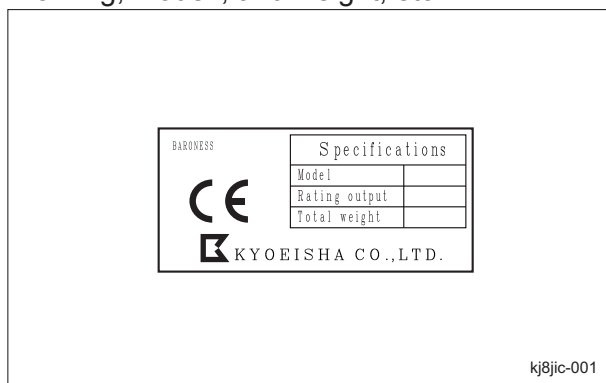 BARONESS
Specifications
Model
Rating output
Total weight
CE
KYOEISHA CO.,LTD.
kj8jic-001